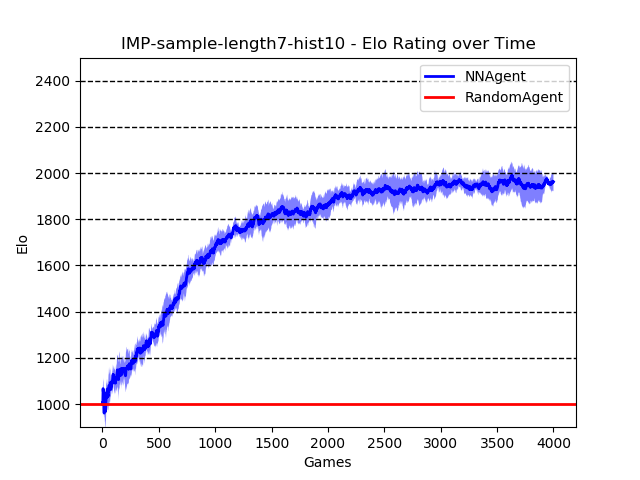 IMP-sample-length7-hist10 - Elo Rating over Time
NNAgent
RandomAgent
2400
2200
2000
1800
1600
1400
1200
1000
Elo
0 500 1000 1500 2000 2500 3000 3500 4000
Games